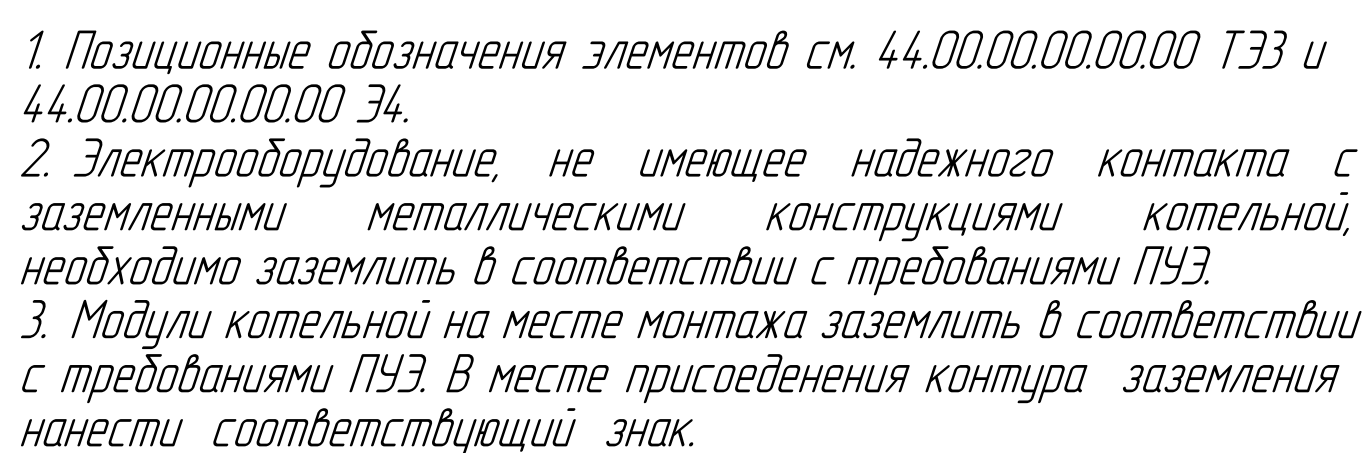 1. Позиционные обозначения элементов см. 44.00.00.00.00.00 ТЭЗ и
44.00.00.00.00.00 Э4.
2. Электрооборудование, не имеющее надежного контакта с
заземленными металлическими конструкциями котельной,
необходимо заземлить в соответствии с требованиями ПУЭ.
3. Модули котельной на месте монтажа заземлить в соответствии
с требованиями ПУЭ. В месте присоеденения контура заземления
нанести соответствующий знак.